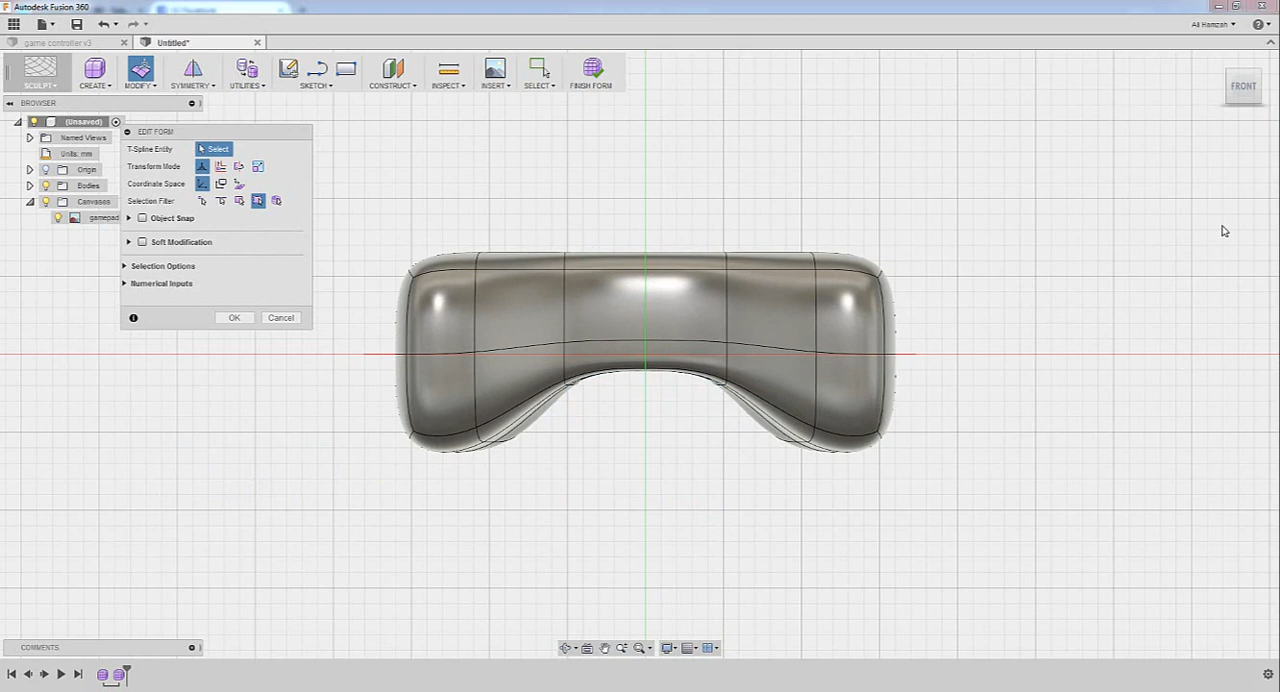 Autodesk Fusion 360
Ali Hamzah
game controller v3
Untitled*
SCULPT
CREATE
MODIFY
SYMMETRY
UTILITIES
SKETCH
CONSTRUCT
INSPECT
INSERT
SELECT
FINISH FORM
BROWSER
FRONT
(Unsaved)
Named Views
Units: mm
Origin
Bodies
Canvases
gamepad
EDIT FORM
T-Spline Entity
Select
Transform Mode
Coordinate Space
Selection Filter
Object Snap
Soft Modification
Selection Options
Numerical Inputs
OK
Cancel
COMMENTS